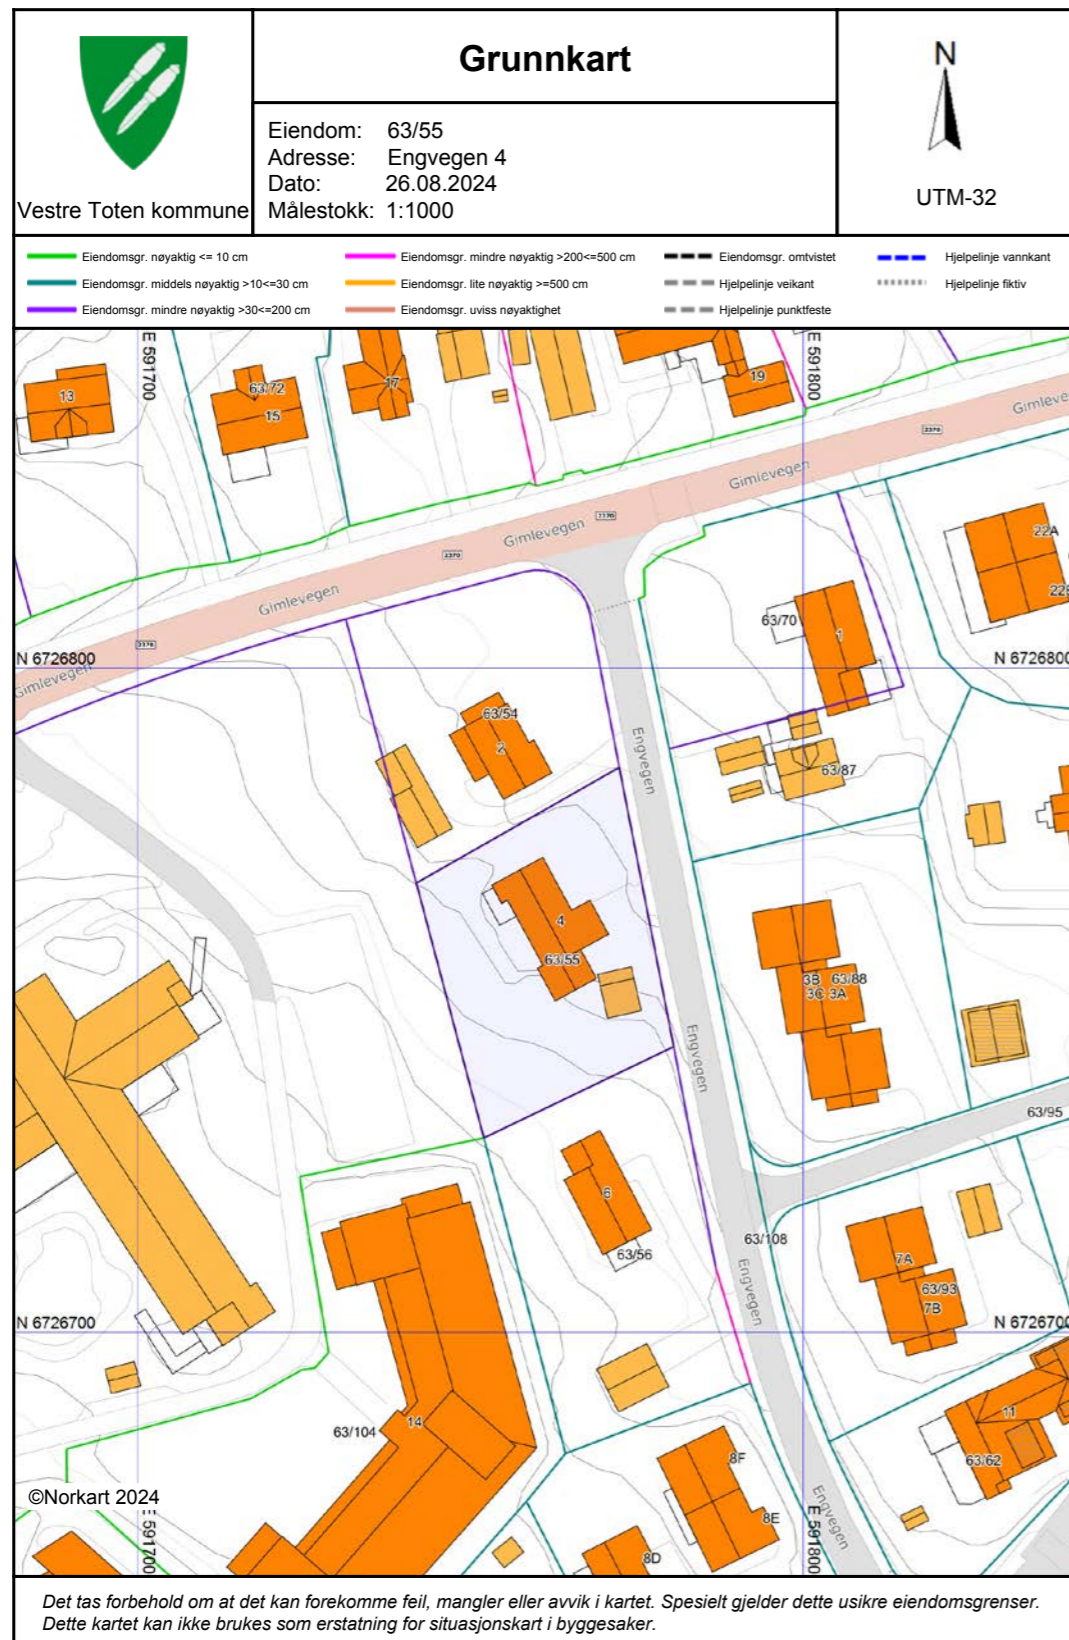 Vestre Toten kommune
Grunnkart
Eiendom: 63/55
Adresse: Engvegen 4
Dato: 26.08.2024
Målestokk: 1:1000
N
UTM-32
Eiendomsgr. nøyaktig <= 10 cm
Eiendomsgr. middels nøyaktig >10<=30 cm
Eiendomsgr. mindre nøyaktig >30<=200 cm
Eiendomsgr. mindre nøyaktig >200<=500 cm
Eiendomsgr. lite nøyaktig >=500 cm
Eiendomsgr. uviss nøyaktighet
Eiendomsgr. omtvistet
Hjelpelinje veikant
Hjelpelinje punktfeste
Hjelpelinje vannkant
Hjelpelinje fiktiv
E 591700
E 591800
13
63/72
15
17
19
Gimleve
2370
Gimlevegen
2370
Gimlevegen
2370
Gimlevegen
2370
Gimlevegen
22A
63/70
1
N 6726800
N 6726800
63/54
2
Engvegen
63/87
4
63/55
3B 63/88
3C 3A
Engvegen
63/95
6
63/56
63/108
Engvegen
7A
63/93
7B
N 6726700
N 6726700
14
63/104
11
63/62
8F
8E
8D
Engvegen
©Norkart 2024
E 591700
E 591800
Det tas forbehold om at det kan forekomme feil, mangler eller avvik i kartet. Spesielt gjelder dette usikre eiendomsgrenser.
Dette kartet kan ikke brukes som erstatning for situasjonskart i byggesaker.